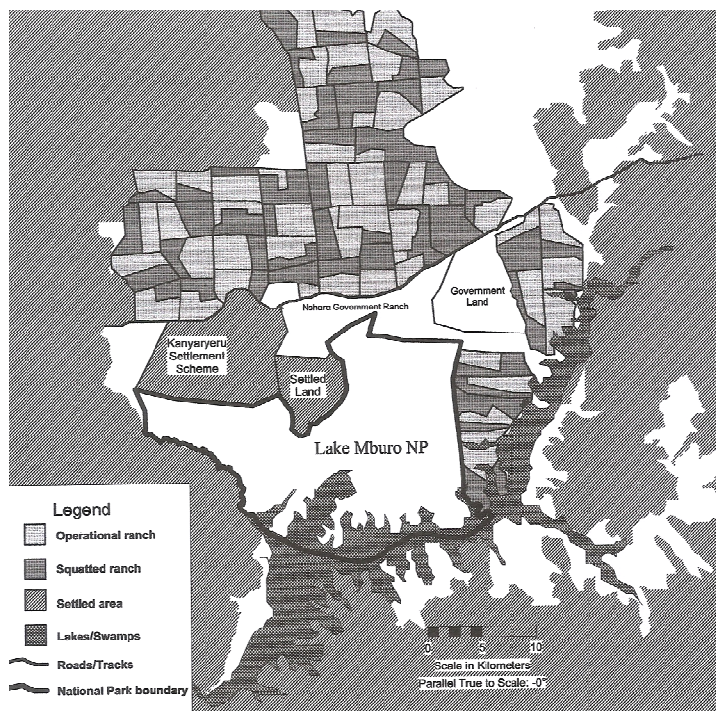 Nshara Government Ranch
Government
Land
Kanyaryeru
Settlement
Scheme
Settled
Land
Lake Mburo NP
Legend
Operational ranch
Squatted ranch
Settled area
Lakes/Swamps
Roads/Tracks
National Park boundary
0 5 10
Scale in Kilometers
Parallel True to Scale: -0°